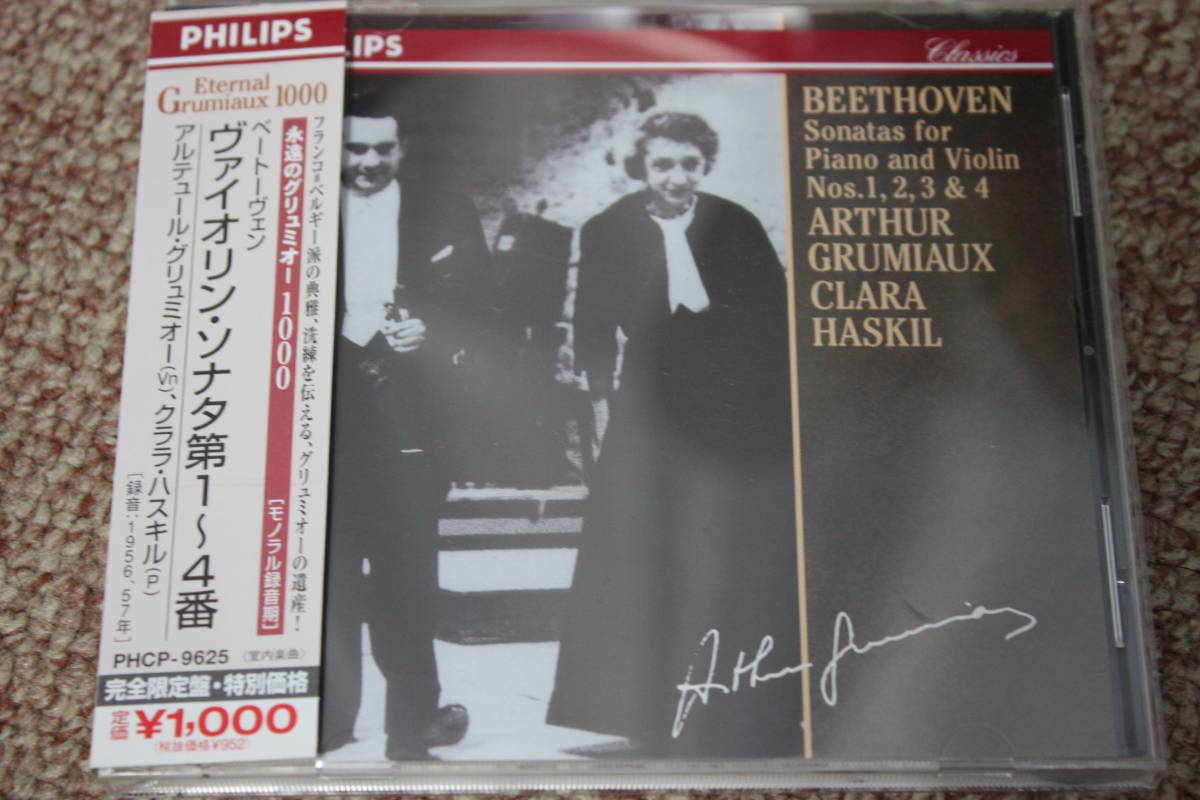 PHILIPS
Eternal
Grumiaux 1000
フランコ=ベルギー派の典雅、洗練を伝える、グリュミオーの遺産!
永遠のグリュミオー 1000
[モノラル録音期]
ベートーヴェン
ヴァイオリン・ソナタ第1〜4番
アルテュール・グリュミオー(Vn)、クララ・ハスキル(P)
[録音:1956、57年]
PHCP-9625 (室内楽曲)
完全限定盤・特別価格
定価 ¥1,000
(税抜価格¥952)
LIPS
Classics
BEETHOVEN
Sonatas for
Piano and Violin
Nos.1, 2, 3 & 4
ARTHUR
GRUMIAUX
CLARA
HASKIL
Arthur Grumiaux